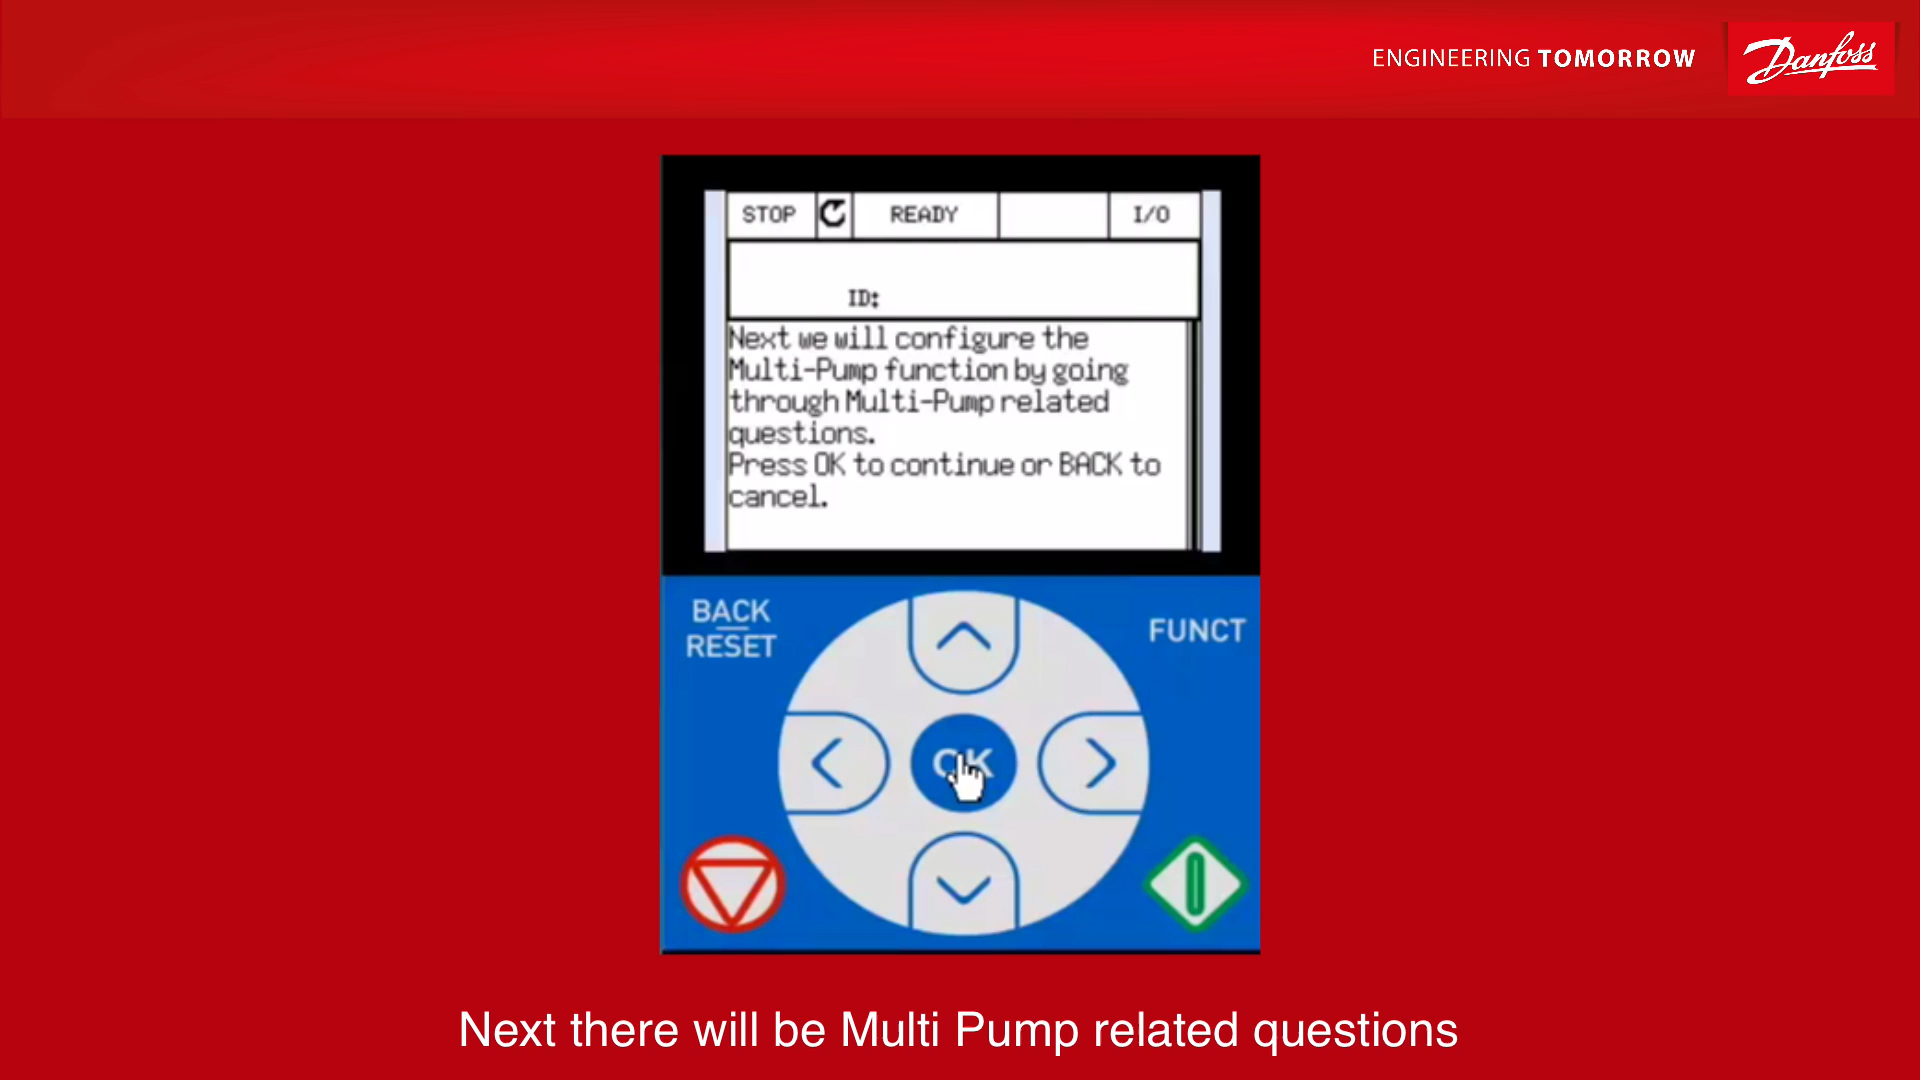 ENGINEERING TOMORROW
Danfoss
STOP READY I/O
ID:
Next we will configure the
Multi-Pump function by going
through Multi-Pump related
questions.
Press OK to continue or BACK to
cancel.
BACK
RESET
FUNCT
OK
Next there will be Multi Pump related questions